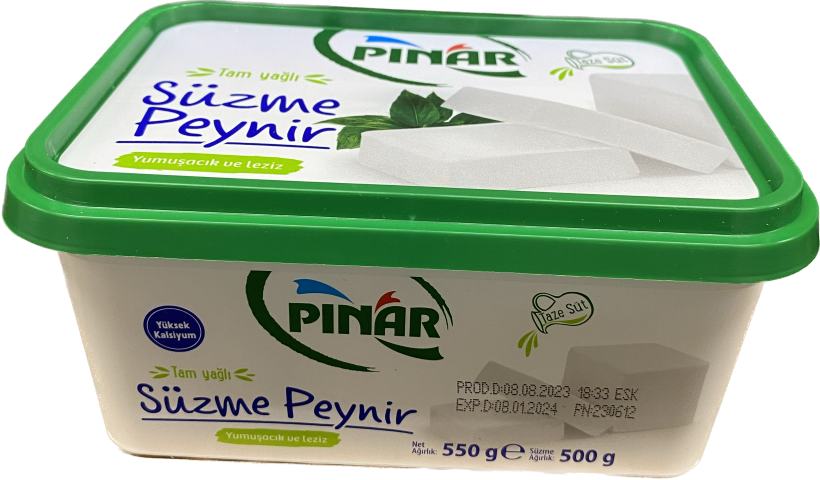 PINAR
Taze Süt
Tam yağlı
Süzme
Peynir
Yumuşacık ve leziz
PINAR
Yüksek
Kalsiyum
Taze Süt
Tam yağlı
Süzme Peynir
Yumuşacık ve leziz
PROD.D:08.08.2023 18:33 ESK
EXP.D:08.01.2024 PN:230612
Net Ağırlık: 550 g e Süzme Ağırlık: 500 g